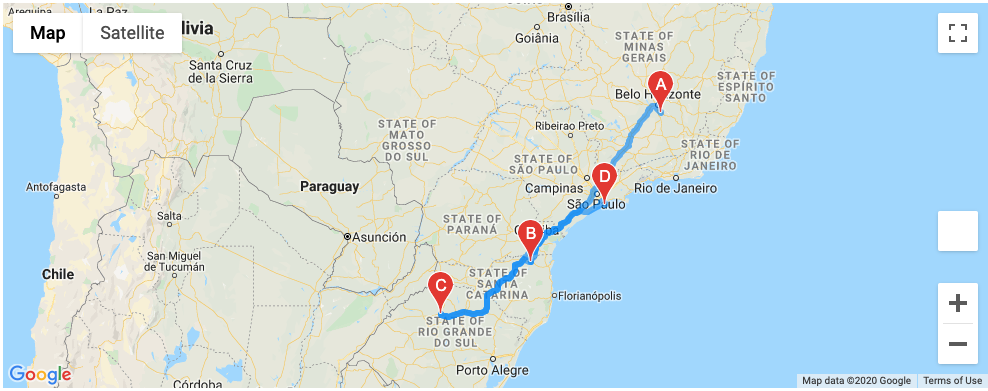 Arequipa
La Paz
Bolivia
Brasília
Goiânia
Map
Satellite
Santa Cruz
de la Sierra
STATE OF
MINAS
GERAIS
STATE OF
ESPÍRITO
SANTO
A
Belo Horizonte
STATE OF
MATO
GROSSO
DO SUL
Ribeirao Preto
STATE OF
RIO DE
JANEIRO
STATE OF
SÃO PAULO
D
Campinas
Rio de Janeiro
São Paulo
Paraguay
Antofagasta
Salta
STATE OF
PARANÁ
B
Asunción
San Miguel
de Tucumán
Chile
STATE OF
SANTA
CATARINA
C
Florianópolis
STATE OF
RIO GRANDE
DO SUL
Porto Alegre
Córdoba
Google
Map data ©2020 Google
Terms of Use